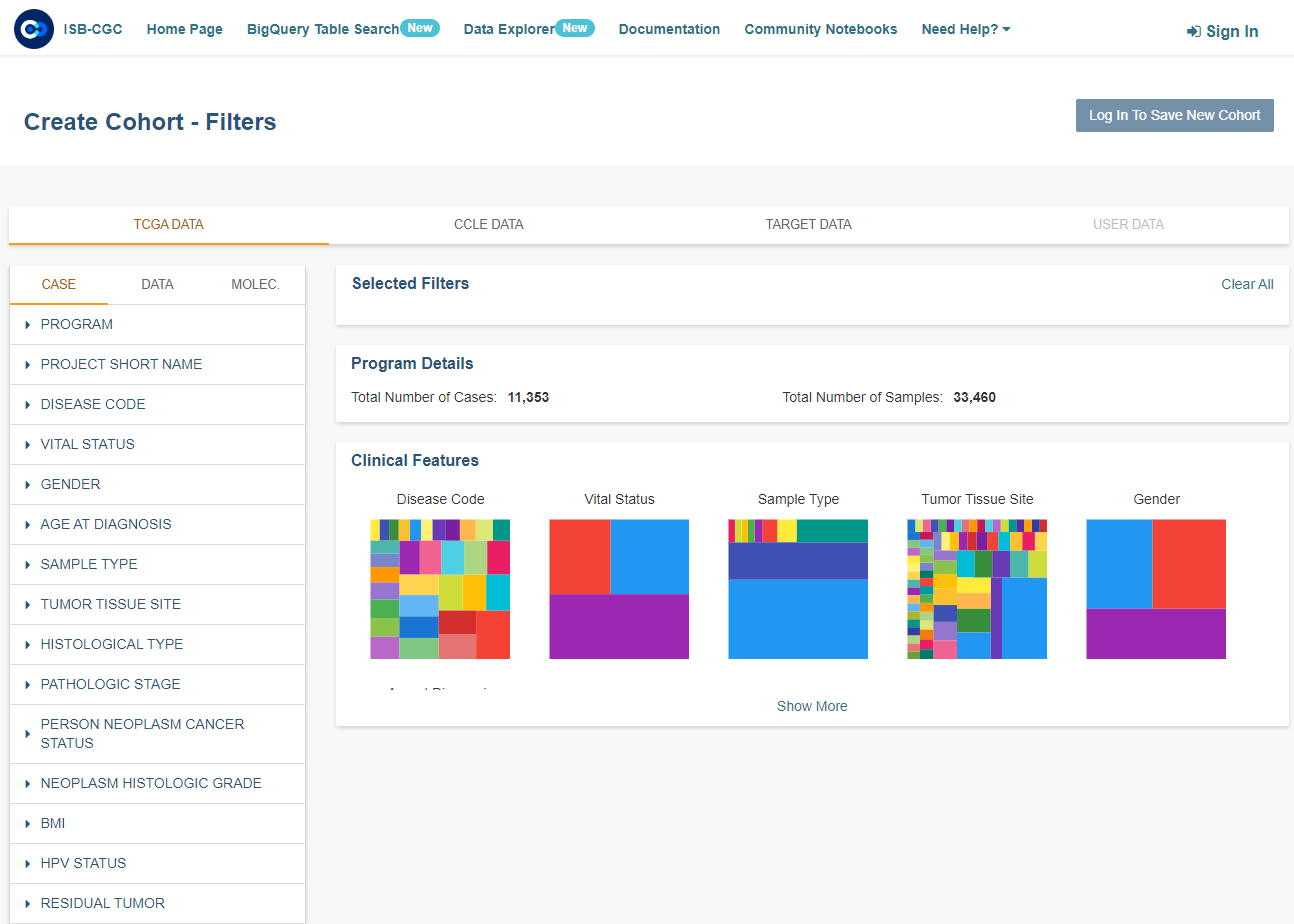 ISB-CGC Home Page BigQuery Table Search New Data Explorer New Documentation Community Notebooks Need Help? Sign In
Create Cohort - Filters
Log In To Save New Cohort
TCGA DATA CCLE DATA TARGET DATA USER DATA
CASE DATA MOLEC.
PROGRAM
PROJECT SHORT NAME
DISEASE CODE
VITAL STATUS
GENDER
AGE AT DIAGNOSIS
SAMPLE TYPE
TUMOR TISSUE SITE
HISTOLOGICAL TYPE
PATHOLOGIC STAGE
PERSON NEOPLASM CANCER
STATUS
NEOPLASM HISTOLOGIC GRADE
BMI
HPV STATUS
RESIDUAL TUMOR
Selected Filters
Clear All
Program Details
Total Number of Cases: 11,353 Total Number of Samples: 33,460
Clinical Features
Disease Code Vital Status Sample Type Tumor Tissue Site Gender
Show More